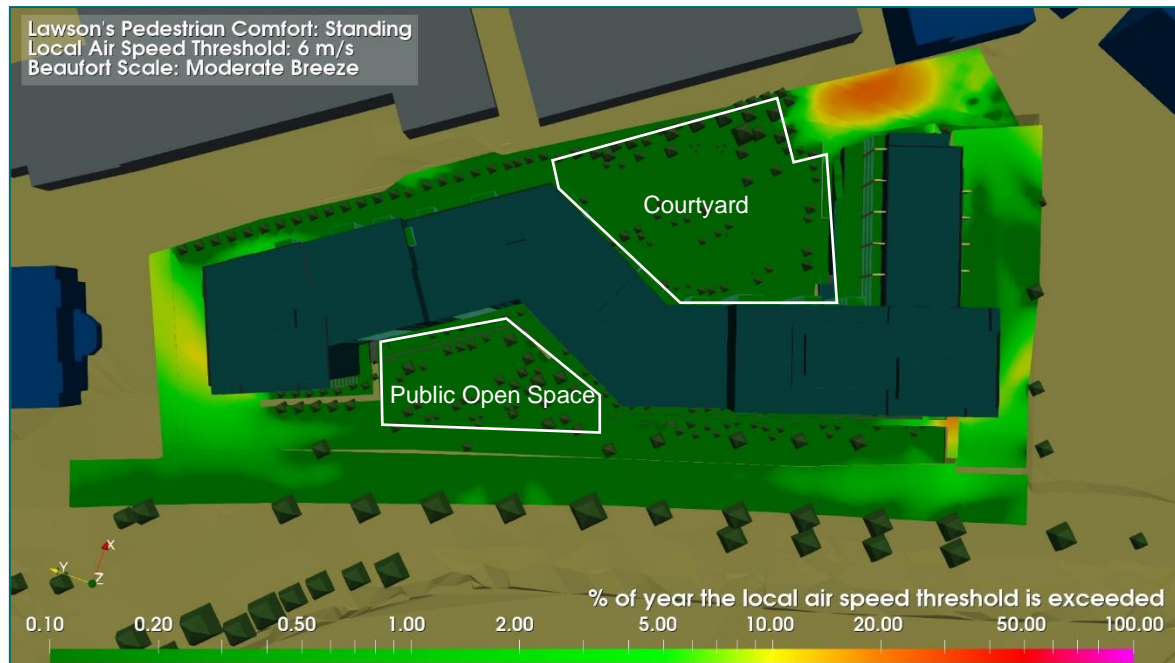 Lawson's Pedestrian Comfort: Standing
Local Air Speed Threshold: 6 m/s
Beaufort Scale: Moderate Breeze
Courtyard
Public Open Space
X
Y
Z
% of year the local air speed threshold is exceeded
0.10 0.20 0.50 1.00 2.00 5.00 10.00 20.00 50.00 100.00